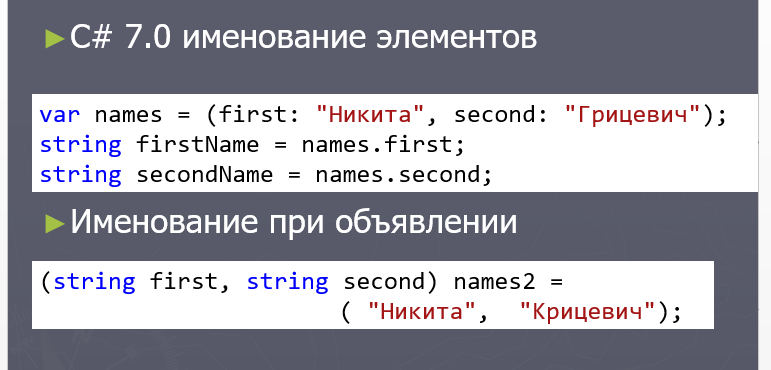 ►C# 7.0 именование элементов
var names = (first: "Никита", second: "Грицевич");
string firstName = names.first;
string secondName = names.second;
►Именование при объявлении
(string first, string second) names2 =
( "Никита", "Крицевич");